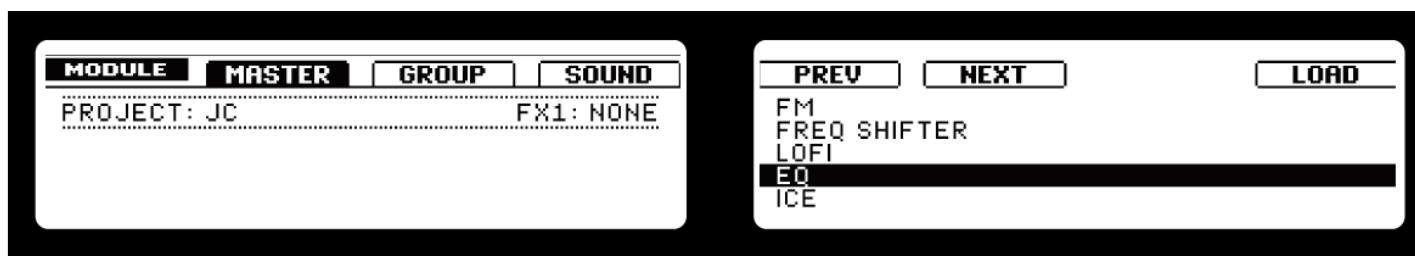 MODULE MASTER GROUP SOUND
PROJECT: JC FX1: NONE
PREV NEXT LOAD
FM
FREQ SHIFTER
LOFI
EQ
ICE